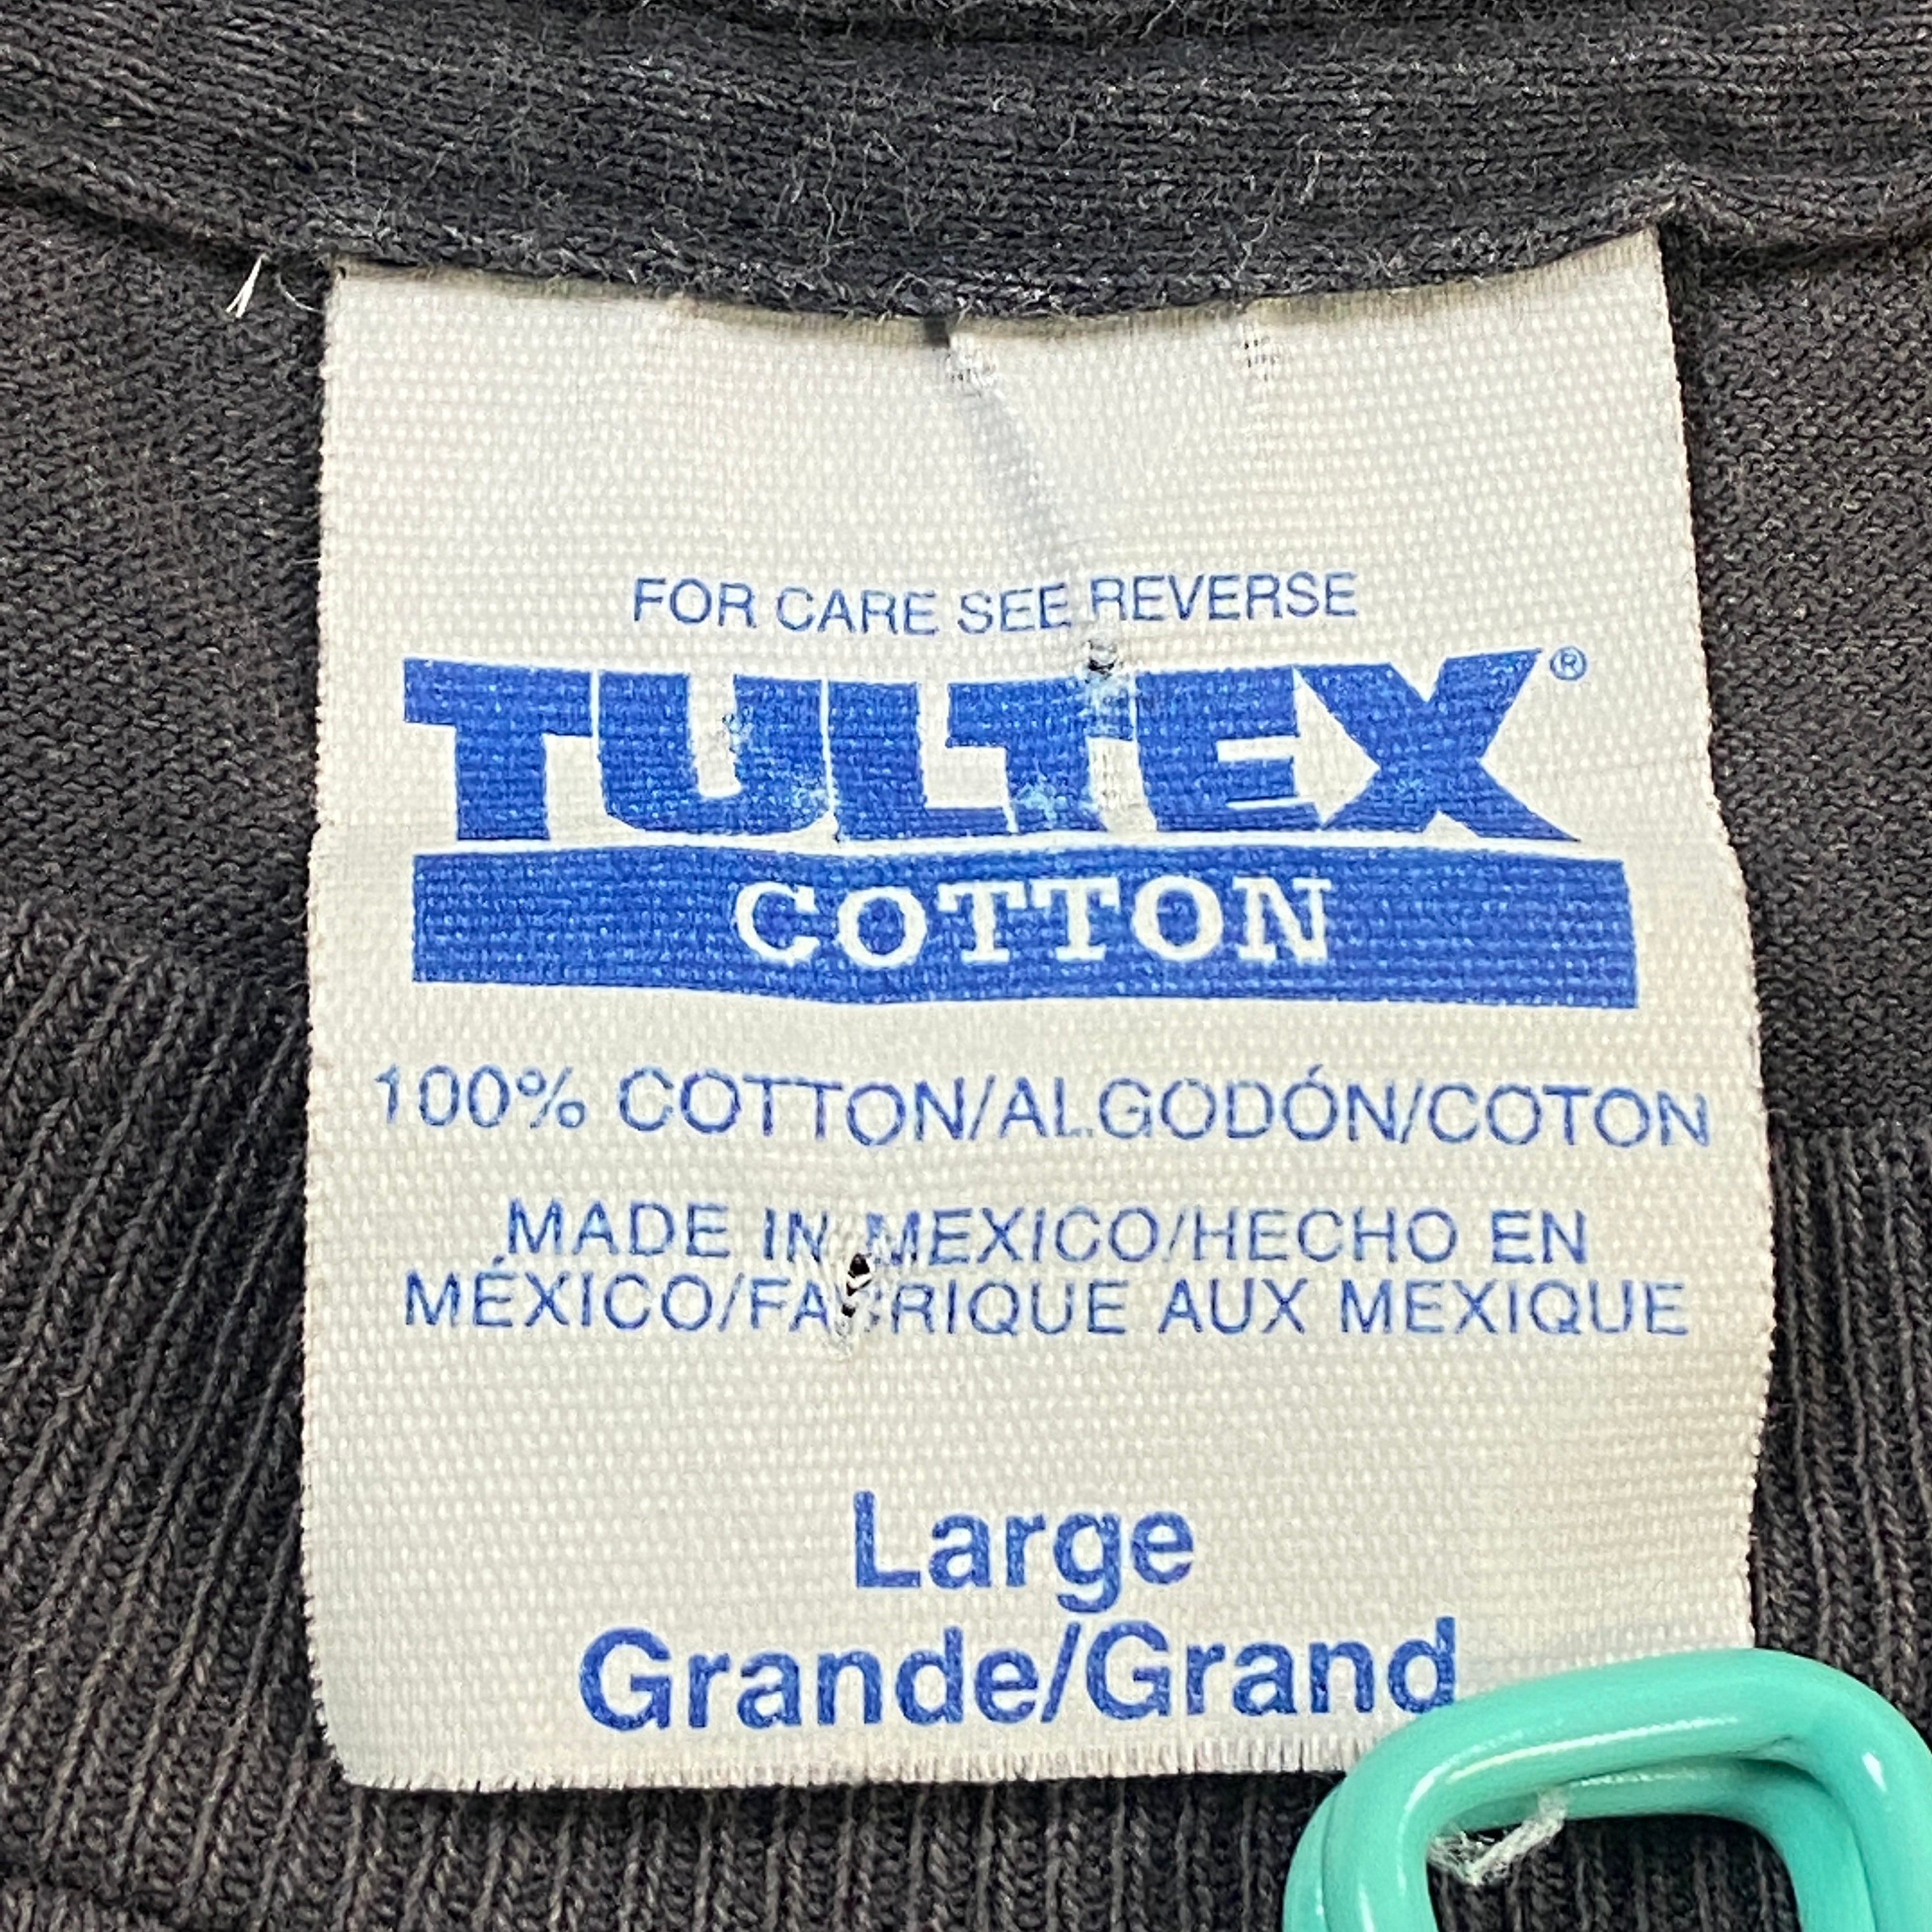 FOR CARE SEE REVERSE
TULTEX®
COTTON
100% COTTON/ALGODÓN/COTON
MADE IN MEXICO/HECHO EN
MÉXICO/FABRIQUE AUX MEXIQUE
Large
Grande/Grand